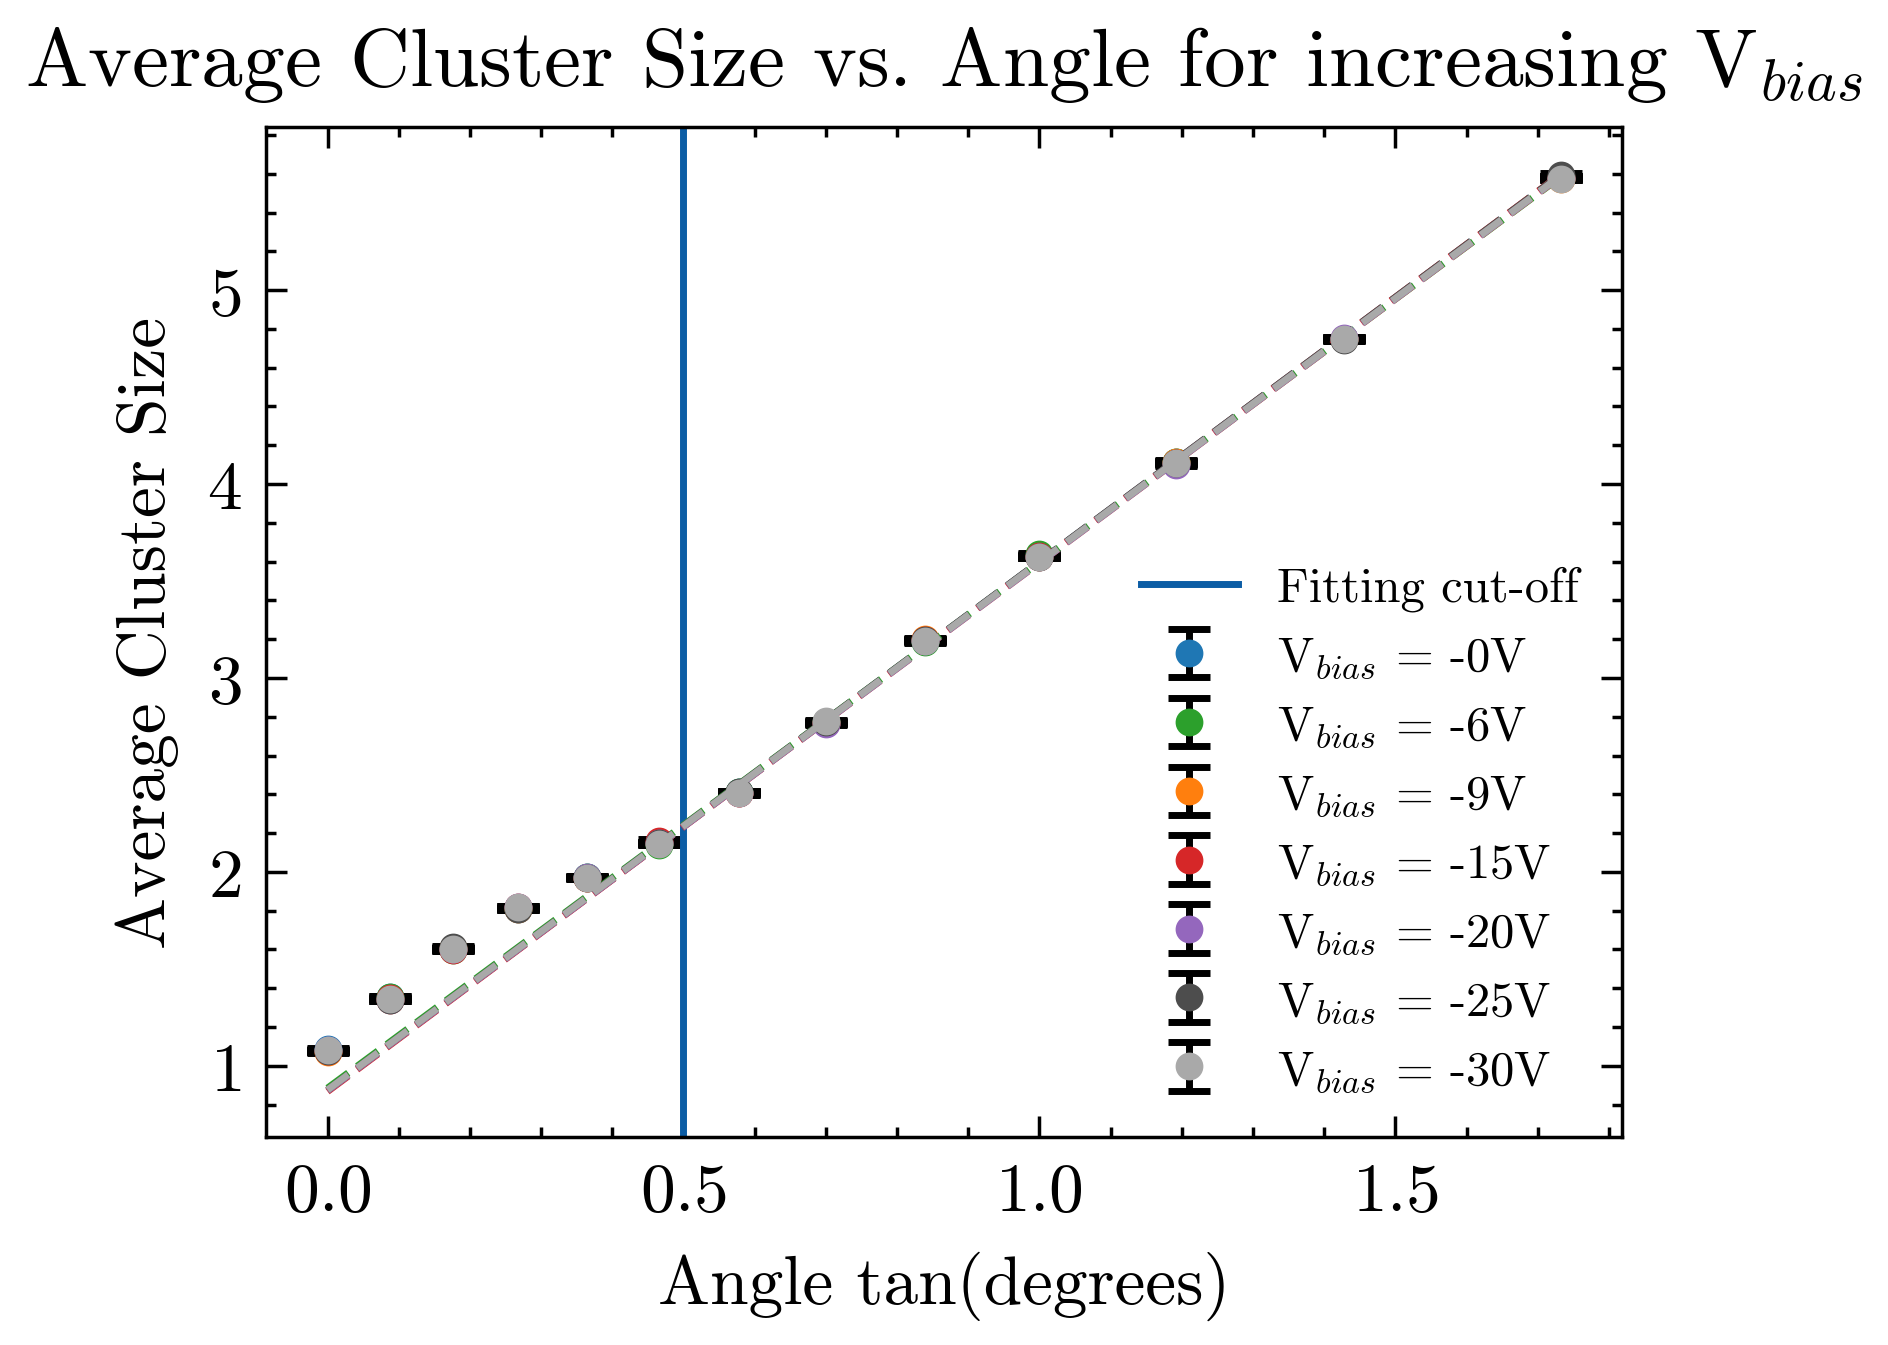 Average Cluster Size vs. Angle for increasing V_bias
Average Cluster Size
5
4
3
2
1
Fitting cut-off
V_bias = -0V
V_bias = -6V
V_bias = -9V
V_bias = -15V
V_bias = -20V
V_bias = -25V
V_bias = -30V
0.0 0.5 1.0 1.5
Angle tan(degrees)